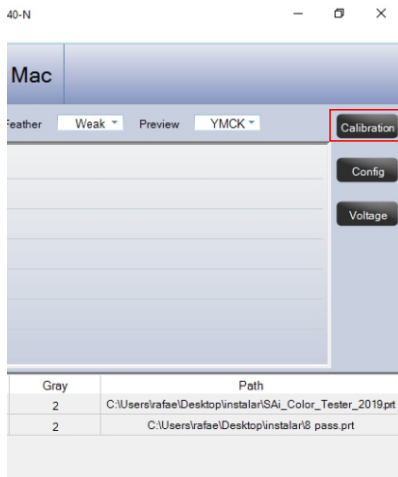 40-N
Mac
Feather Weak Preview YMCK Calibration
Config
Voltage
Gray Path
2 C:\Users\rafae\Desktop\instalar\SAi_Color_Tester_2019.prt
2 C:\Users\rafae\Desktop\instalar\8 pass.prt